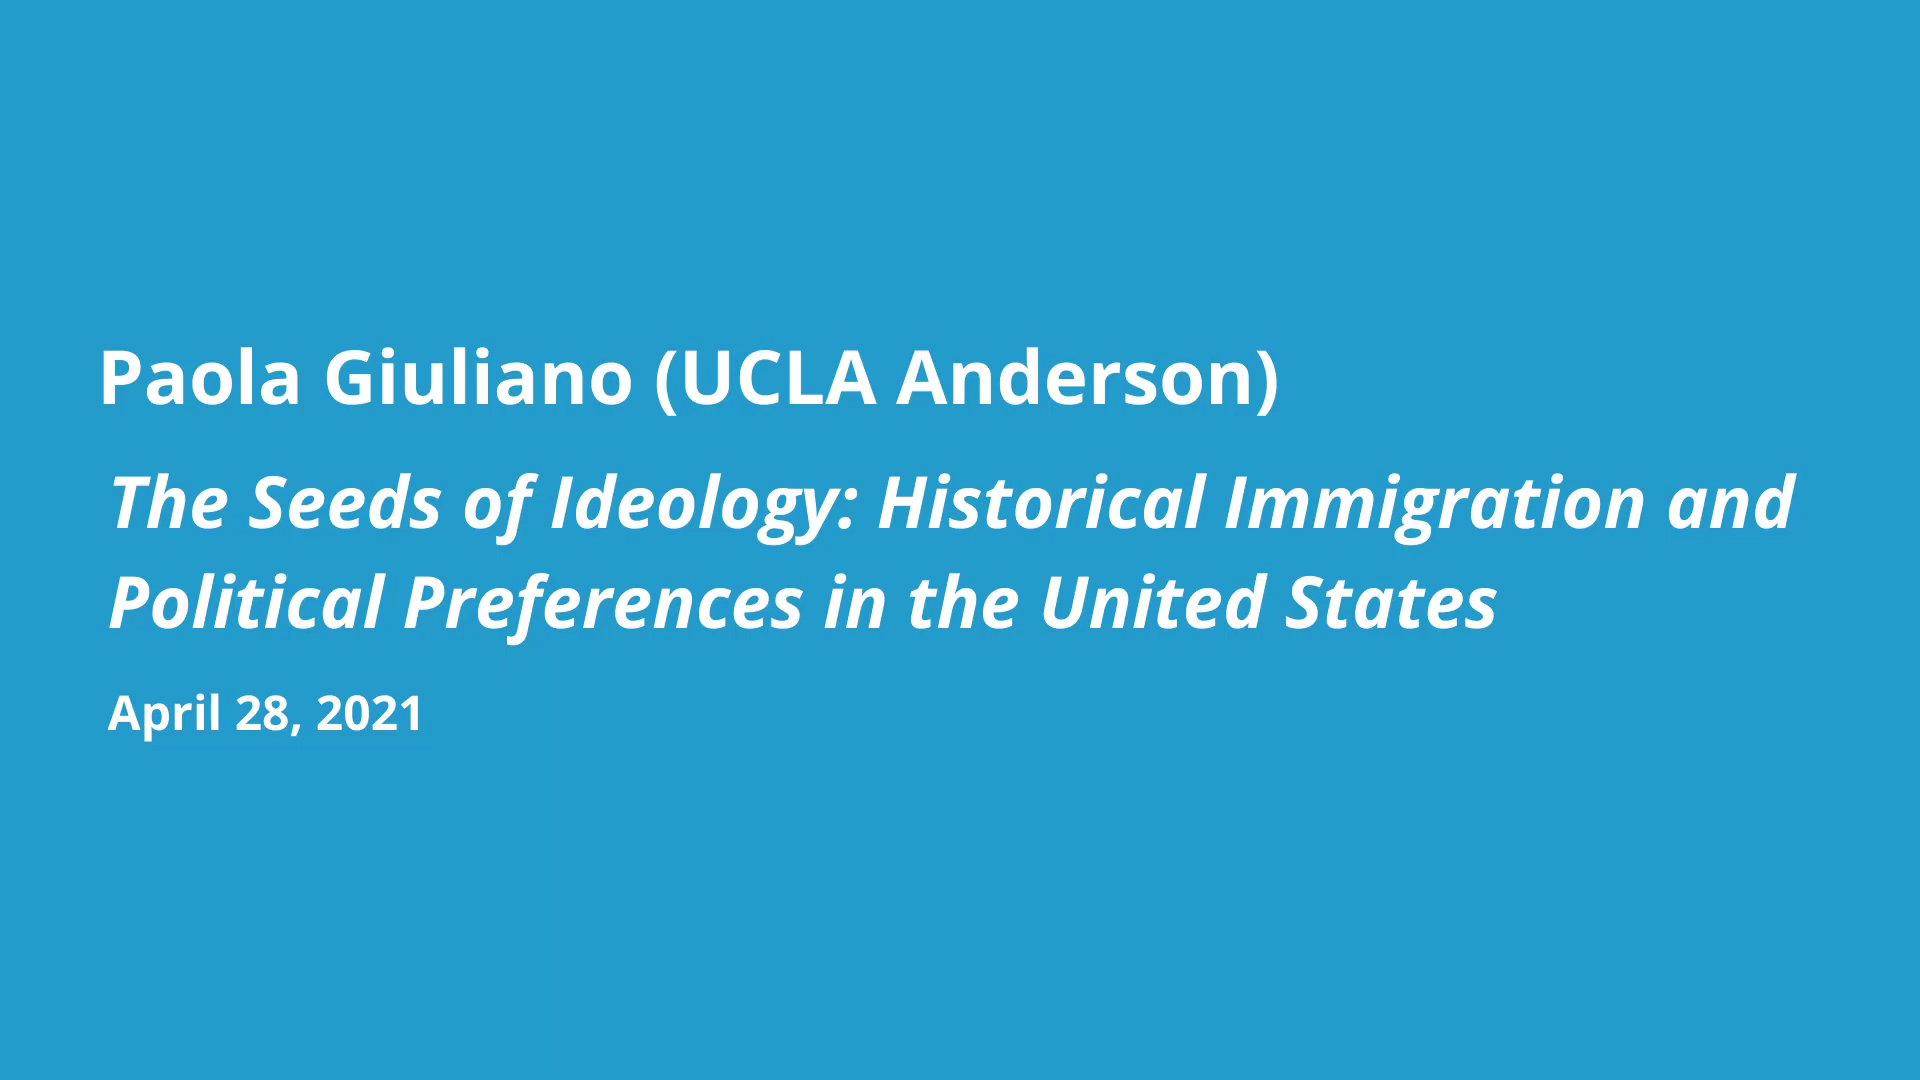 Paola Giuliano (UCLA Anderson)
The Seeds of Ideology: Historical Immigration and
Political Preferences in the United States
April 28, 2021